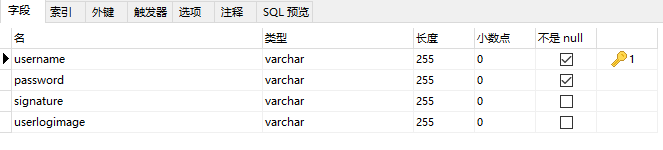 字段 索引 外键 触发器 选项 注释 SQL 预览
名 类型 长度 小数点 不是 null
username varchar 255 0 1
password varchar 255 0
signature varchar 255 0
userlogimage varchar 255 0